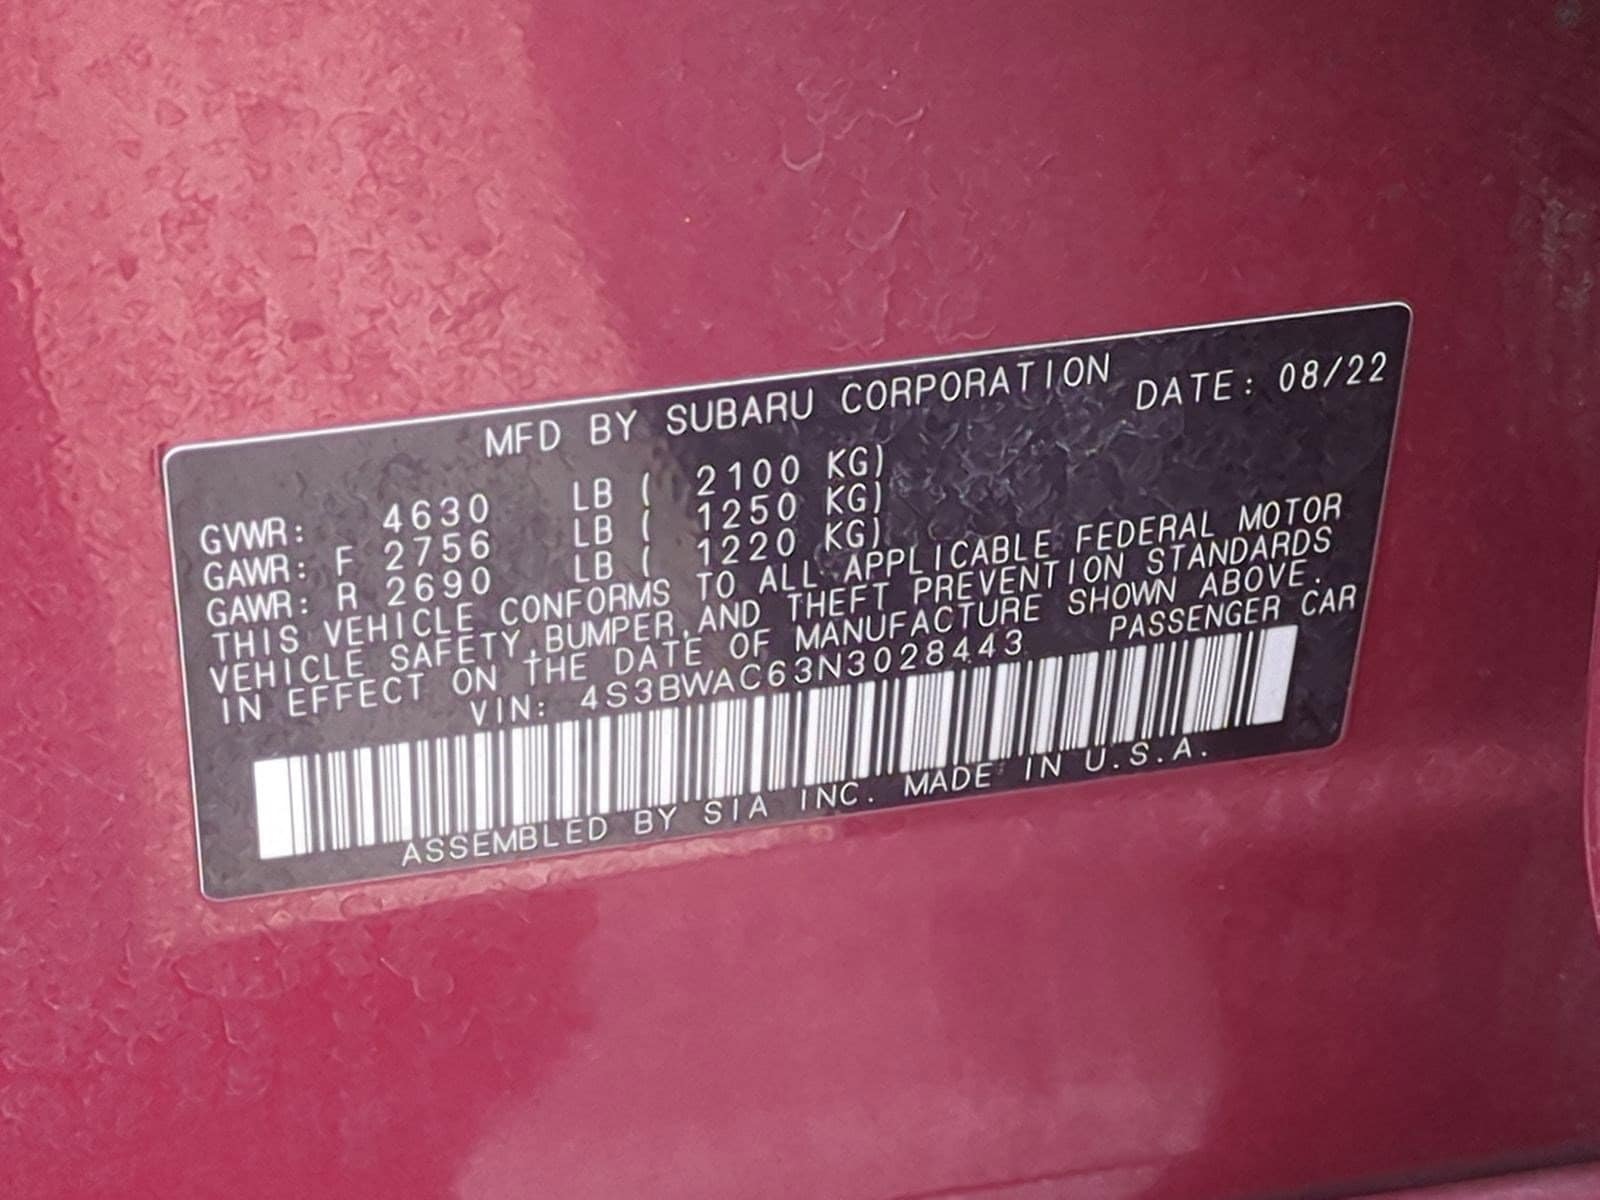 MFD BY SUBARU CORPORATION DATE: 08/22
GVWR: 4630 LB ( 2100 KG)
GAWR: F 2756 LB ( 1250 KG)
GAWR: R 2690 LB ( 1220 KG)
THIS VEHICLE CONFORMS TO ALL APPLICABLE FEDERAL MOTOR
VEHICLE SAFETY,BUMPER,AND THEFT PREVENTION STANDARDS
IN EFFECT ON THE DATE OF MANUFACTURE SHOWN ABOVE.
VIN: 4S3BWAC63N3028443 PASSENGER CAR
ASSEMBLED BY SIA INC. MADE IN U.S.A.